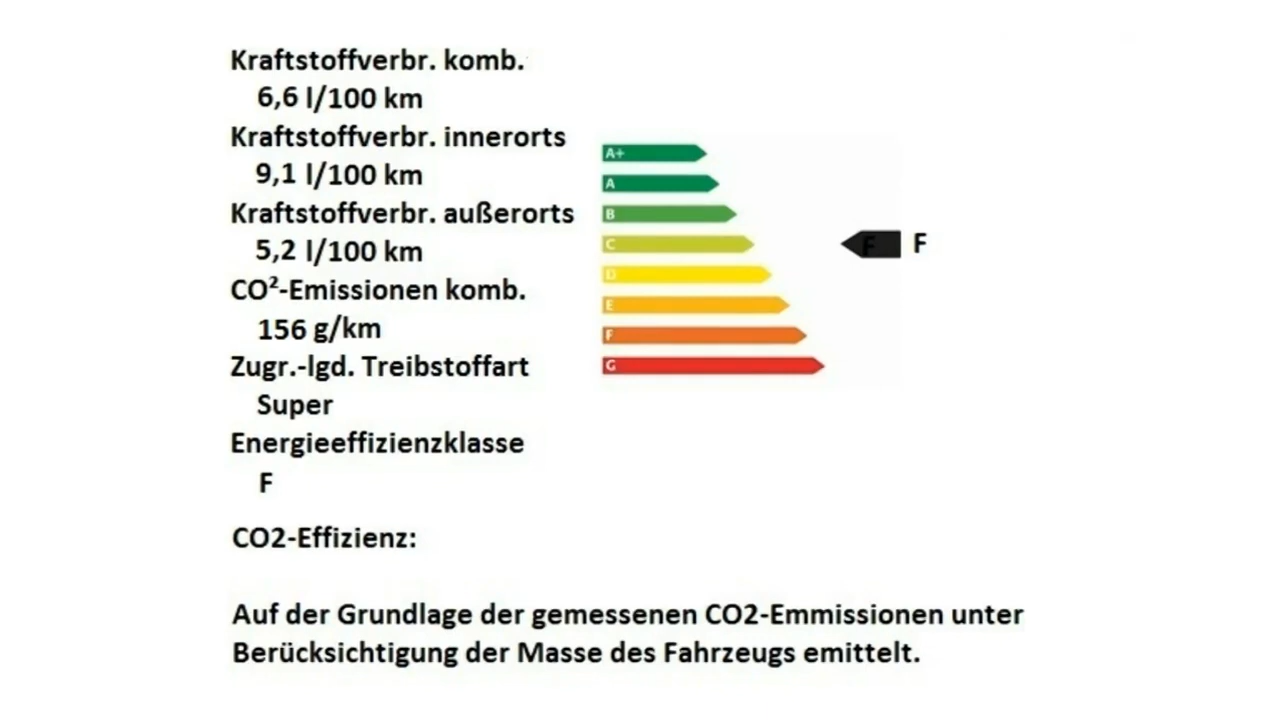 Kraftstoffverbr. komb.
6,6 l/100 km
Kraftstoffverbr. innerorts
9,1 l/100 km
Kraftstoffverbr. außerorts
5,2 l/100 km
CO²-Emissionen komb.
156 g/km
Zugr.-lgd. Treibstoffart
Super
Energieeffizienzklasse
F
A+
A
B
C
D
E
F
G
F F
CO2-Effizienz:
Auf der Grundlage der gemessenen CO2-Emmissionen unter
Berücksichtigung der Masse des Fahrzeugs emittelt.